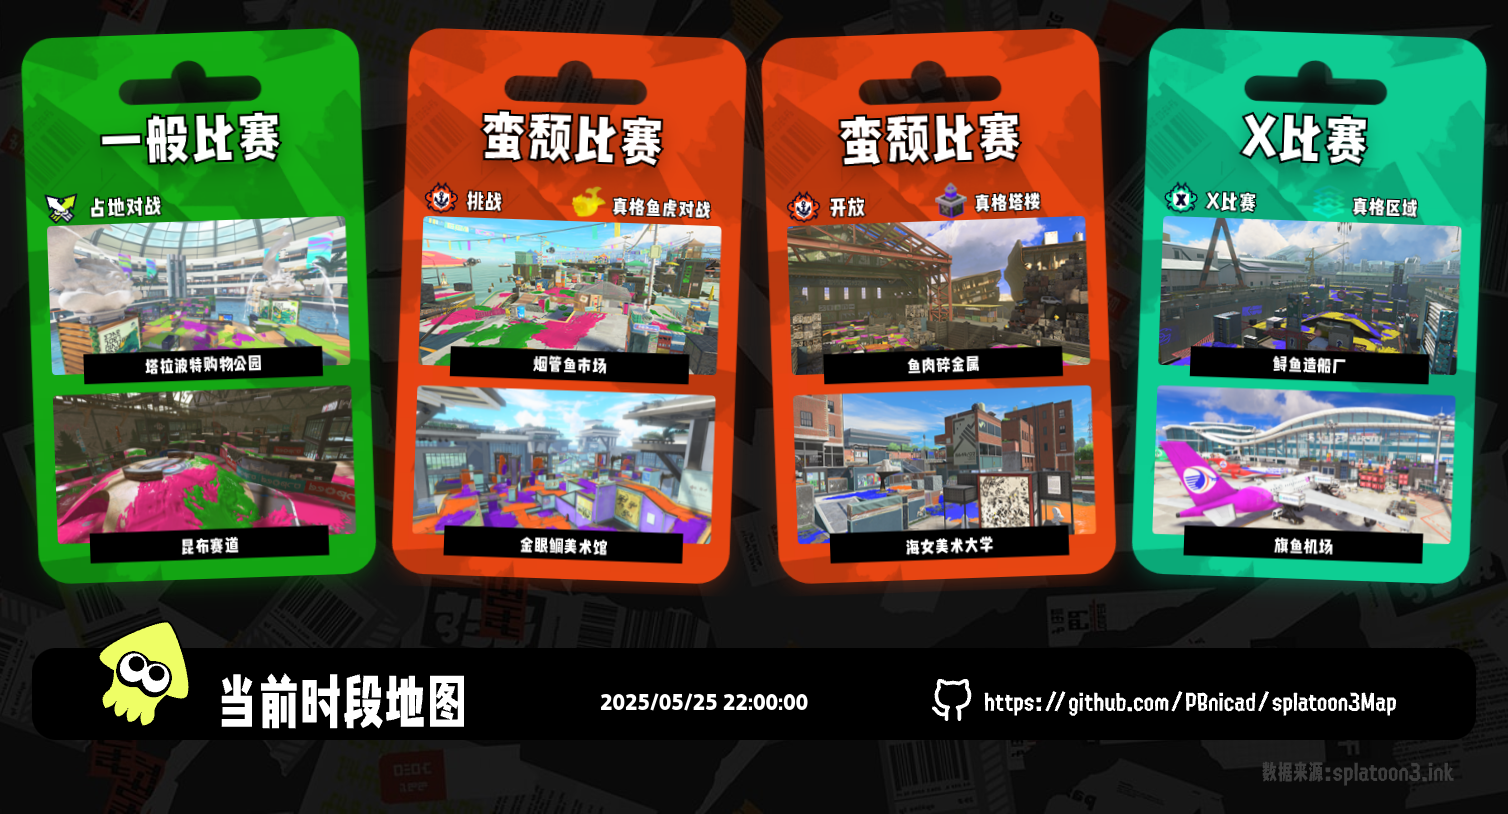 一般比赛
占地对战
塔拉波特购物公园
昆布赛道
蛮颓比赛
挑战
真格鱼虎对战
烟管鱼市场
金眼鲷美术馆
蛮颓比赛
开放
真格塔楼
鱼肉碎金属
海女美术大学
X比赛
X比赛
真格区域
鲟鱼造船厂
旗鱼机场
当前时段地图
2025/05/25 22:00:00
https://github.com/PBnicad/splatoon3Map
数据来源:splatoon3.ink